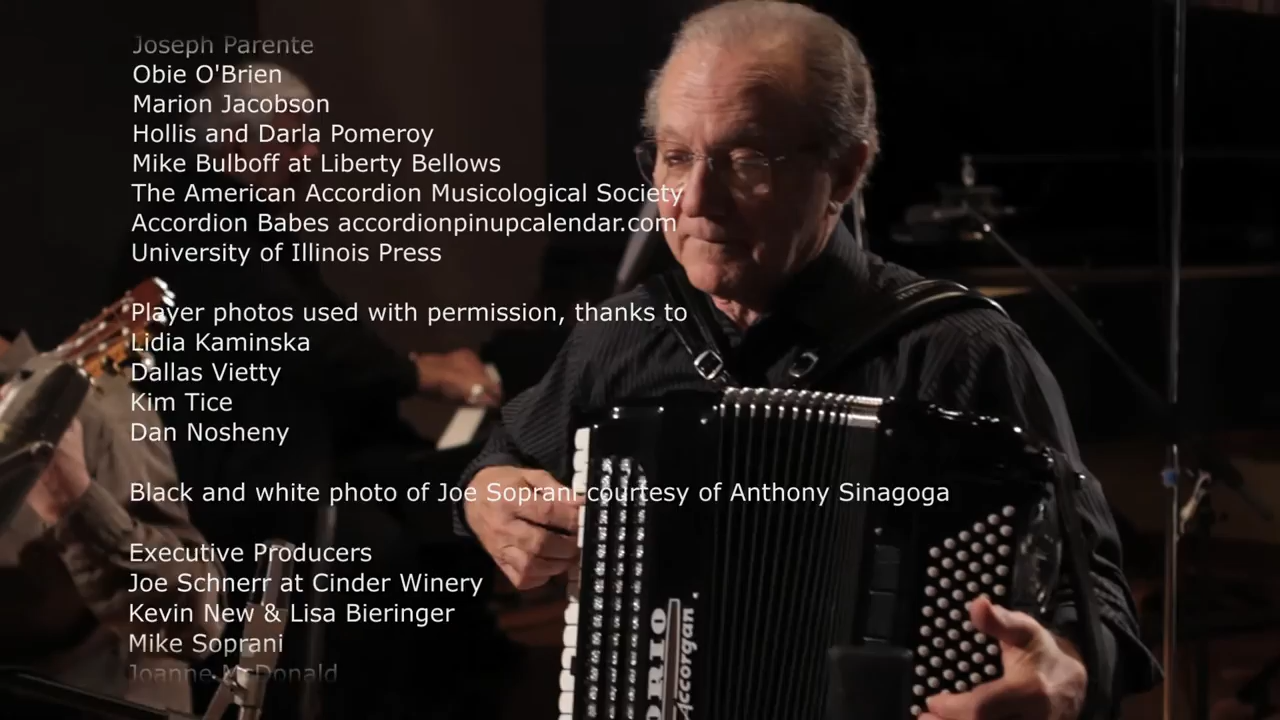 Joseph Parente
Obie O'Brien
Marion Jacobson
Hollis and Darla Pomeroy
Mike Bulboff at Liberty Bellows
The American Accordion Musicological Society
Accordion Babes accordionpinupcalendar.com
University of Illinois Press
Player photos used with permission, thanks to
Lidia Kaminska
Dallas Vietty
Kim Tice
Dan Nosheny
Black and white photo of Joe Soprani courtesy of Anthony Sinagoga
Executive Producers
Joe Schnerr at Cinder Winery
Kevin New & Lisa Bieringer
Mike Soprani
Joanne McDonald
Accorgan